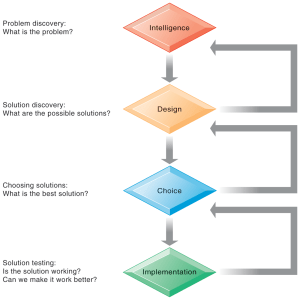 Problem discovery:
What is the problem?
Intelligence
Solution discovery:
What are the possible solutions?
Design
Choosing solutions:
What is the best solution?
Choice
Solution testing:
Is the solution working?
Can we make it work better?
Implementation